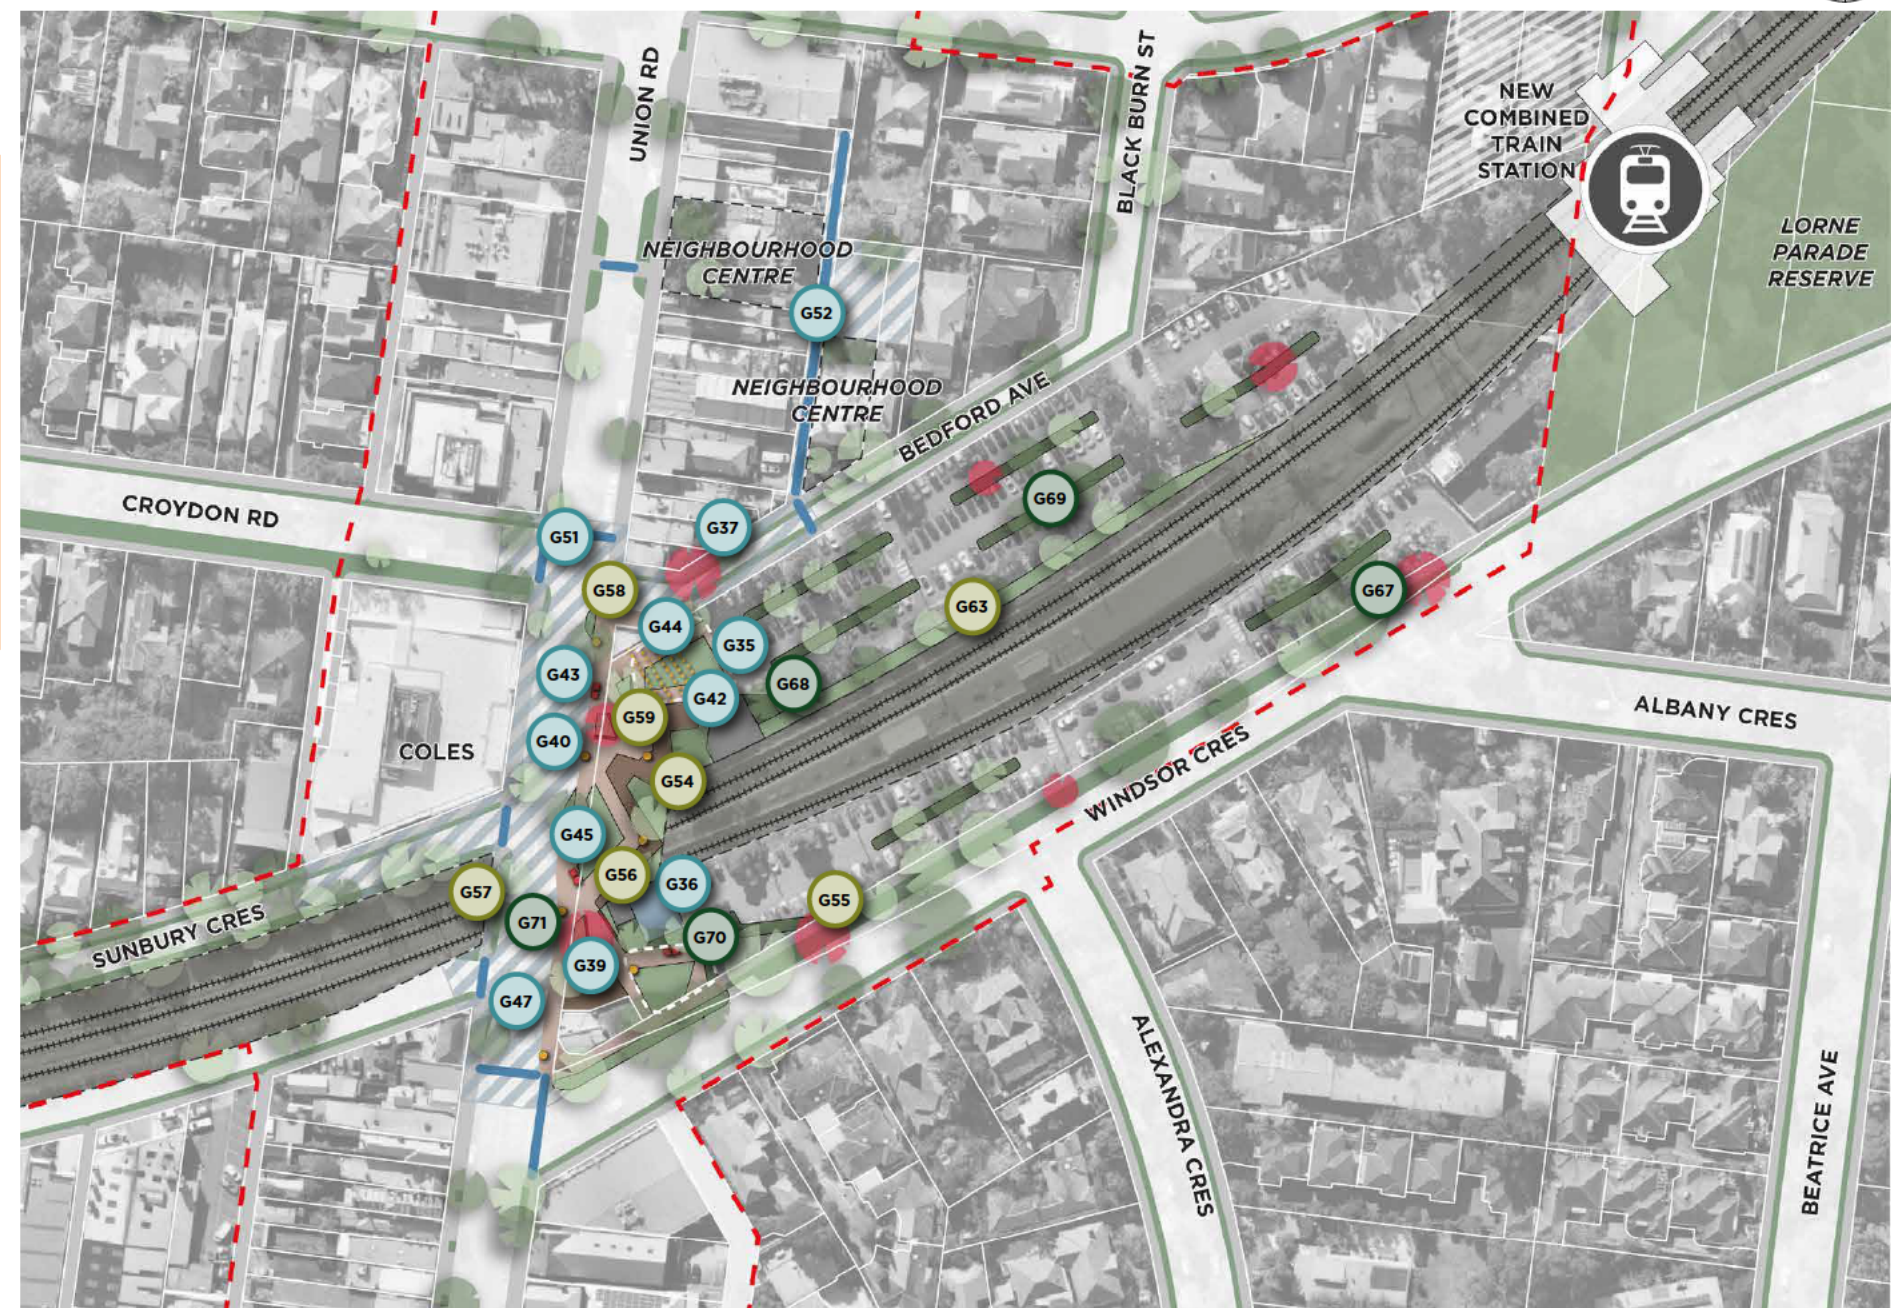 UNION RD
BLACK BURN ST
NEW
COMBINED
TRAIN
STATION
LORNE
PARADE
RESERVE
NEIGHBOURHOOD
CENTRE
G52
NEIGHBOURHOOD
CENTRE
BEDFORD AVE
CROYDON RD
G69
G51
G37
G58
G63
G67
G44
G35
G43
G68
G42
G59
ALBANY CRES
G40
COLES
G54
WINDSOR CRES
G45
G56
G36
G57
G55
SUNBURY CRES
G71
G70
G39
G47
ALEXANDRA CRES
BEATRICE AVE